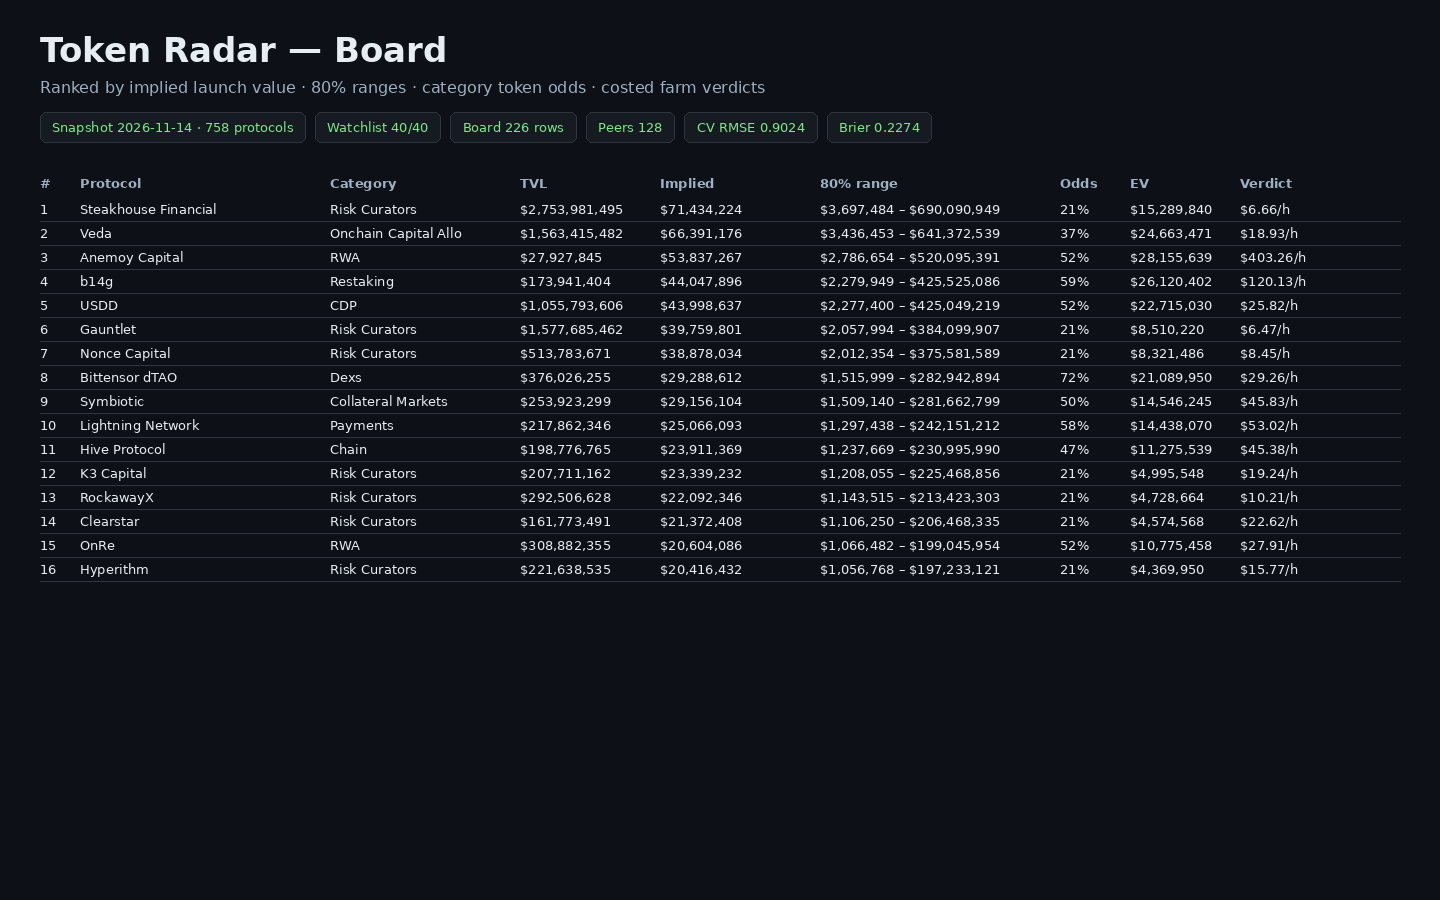 Token Radar — Board
Ranked by implied launch value · 80% ranges · category token odds · costed farm verdicts
Snapshot 2026-11-14 · 758 protocols Watchlist 40/40 Board 226 rows Peers 128 CV RMSE 0.9024 Brier 0.2274
# Protocol Category TVL Implied 80% range Odds EV Verdict
1 Steakhouse Financial Risk Curators $2,753,981,495 $71,434,224 $3,697,484 – $690,090,949 21% $15,289,840 $6.66/h
2 Veda Onchain Capital Allo $1,563,415,482 $66,391,176 $3,436,453 – $641,372,539 37% $24,663,471 $18.93/h
3 Anemoy Capital RWA $27,927,845 $53,837,267 $2,786,654 – $520,095,391 52% $28,155,639 $403.26/h
4 b14g Restaking $173,941,404 $44,047,896 $2,279,949 – $425,525,086 59% $26,120,402 $120.13/h
5 USDD CDP $1,055,793,606 $43,998,637 $2,277,400 – $425,049,219 52% $22,715,030 $25.82/h
6 Gauntlet Risk Curators $1,577,685,462 $39,759,801 $2,057,994 – $384,099,907 21% $8,510,220 $6.47/h
7 Nonce Capital Risk Curators $513,783,671 $38,878,034 $2,012,354 – $375,581,589 21% $8,321,486 $8.45/h
8 Bittensor dTAO Dexs $376,026,255 $29,288,612 $1,515,999 – $282,942,894 72% $21,089,950 $29.26/h
9 Symbiotic Collateral Markets $253,923,299 $29,156,104 $1,509,140 – $281,662,799 50% $14,546,245 $45.83/h
10 Lightning Network Payments $217,862,346 $25,066,093 $1,297,438 – $242,151,212 58% $14,438,070 $53.02/h
11 Hive Protocol Chain $198,776,765 $23,911,369 $1,237,669 – $230,995,990 47% $11,275,539 $45.38/h
12 K3 Capital Risk Curators $207,711,162 $23,339,232 $1,208,055 – $225,468,856 21% $4,995,548 $19.24/h
13 RockawayX Risk Curators $292,506,628 $22,092,346 $1,143,515 – $213,423,303 21% $4,728,664 $10.21/h
14 Clearstar Risk Curators $161,773,491 $21,372,408 $1,106,250 – $206,468,335 21% $4,574,568 $22.62/h
15 OnRe RWA $308,882,355 $20,604,086 $1,066,482 – $199,045,954 52% $10,775,458 $27.91/h
16 Hyperithm Risk Curators $221,638,535 $20,416,432 $1,056,768 – $197,233,121 21% $4,369,950 $15.77/h